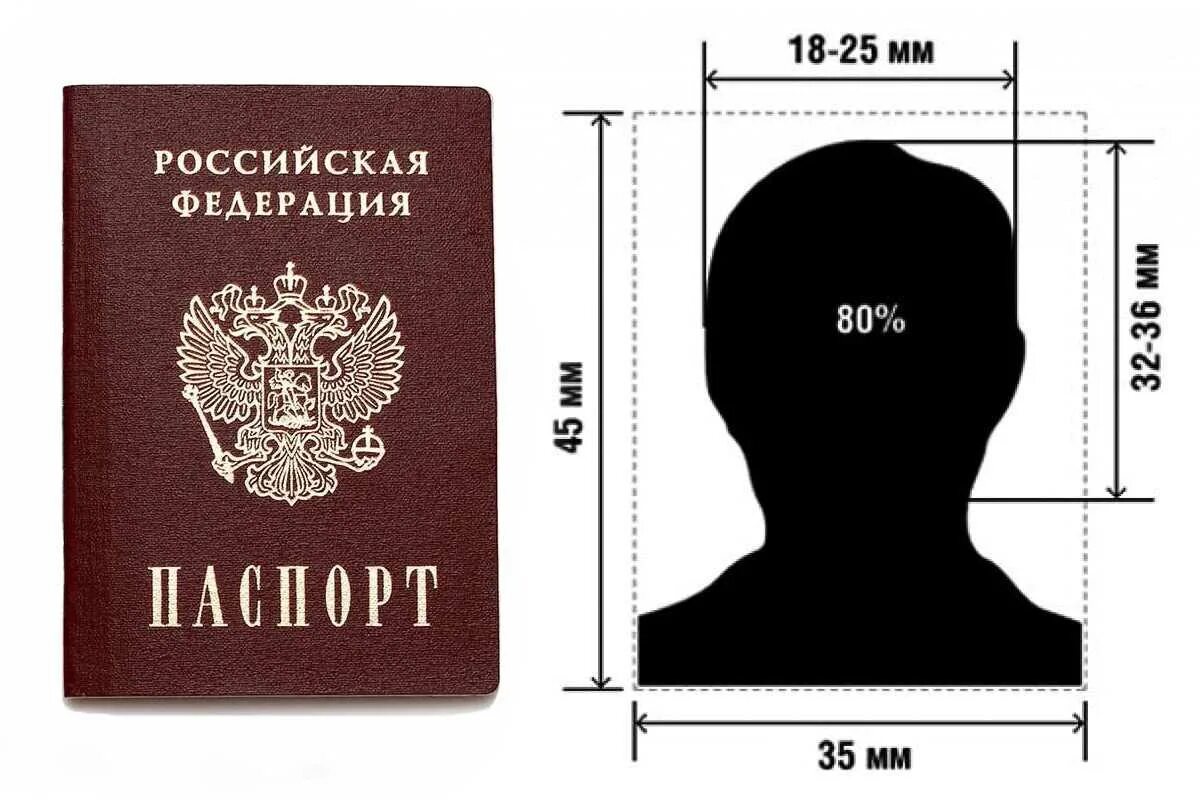 РОССИЙСКАЯ
ФЕДЕРАЦИЯ
ПАСПОРТ
18-25 мм
80%
32-36 мм
45 мм
35 мм